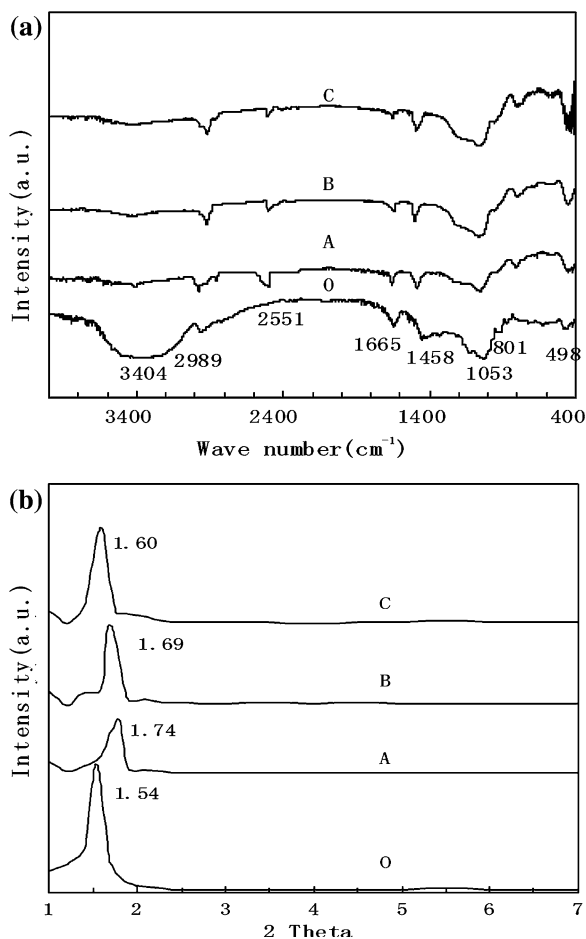 (a)
C
B
A
O
2551
1665
1458
801
498
2989
3404
1053
Intensity(a.u.)
3400 2400 1400 400
Wave number(cm⁻¹)
(b)
1.60
C
1.69
B
1.74
A
1.54
O
Intensity(a.u.)
1 2 3 4 5 6 7
2 Theta